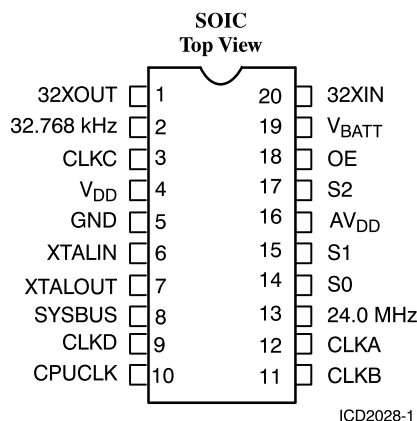 SOIC
Top View
32XOUT 1 20 32XIN
32.768 kHz 2 19 VBATT
CLKC 3 18 OE
VDD 4 17 S2
GND 5 16 AVDD
XTALIN 6 15 S1
XTALOUT 7 14 S0
SYSBUS 8 13 24.0 MHz
CLKD 9 12 CLKA
CPUCLK 10 11 CLKB
ICD2028-1